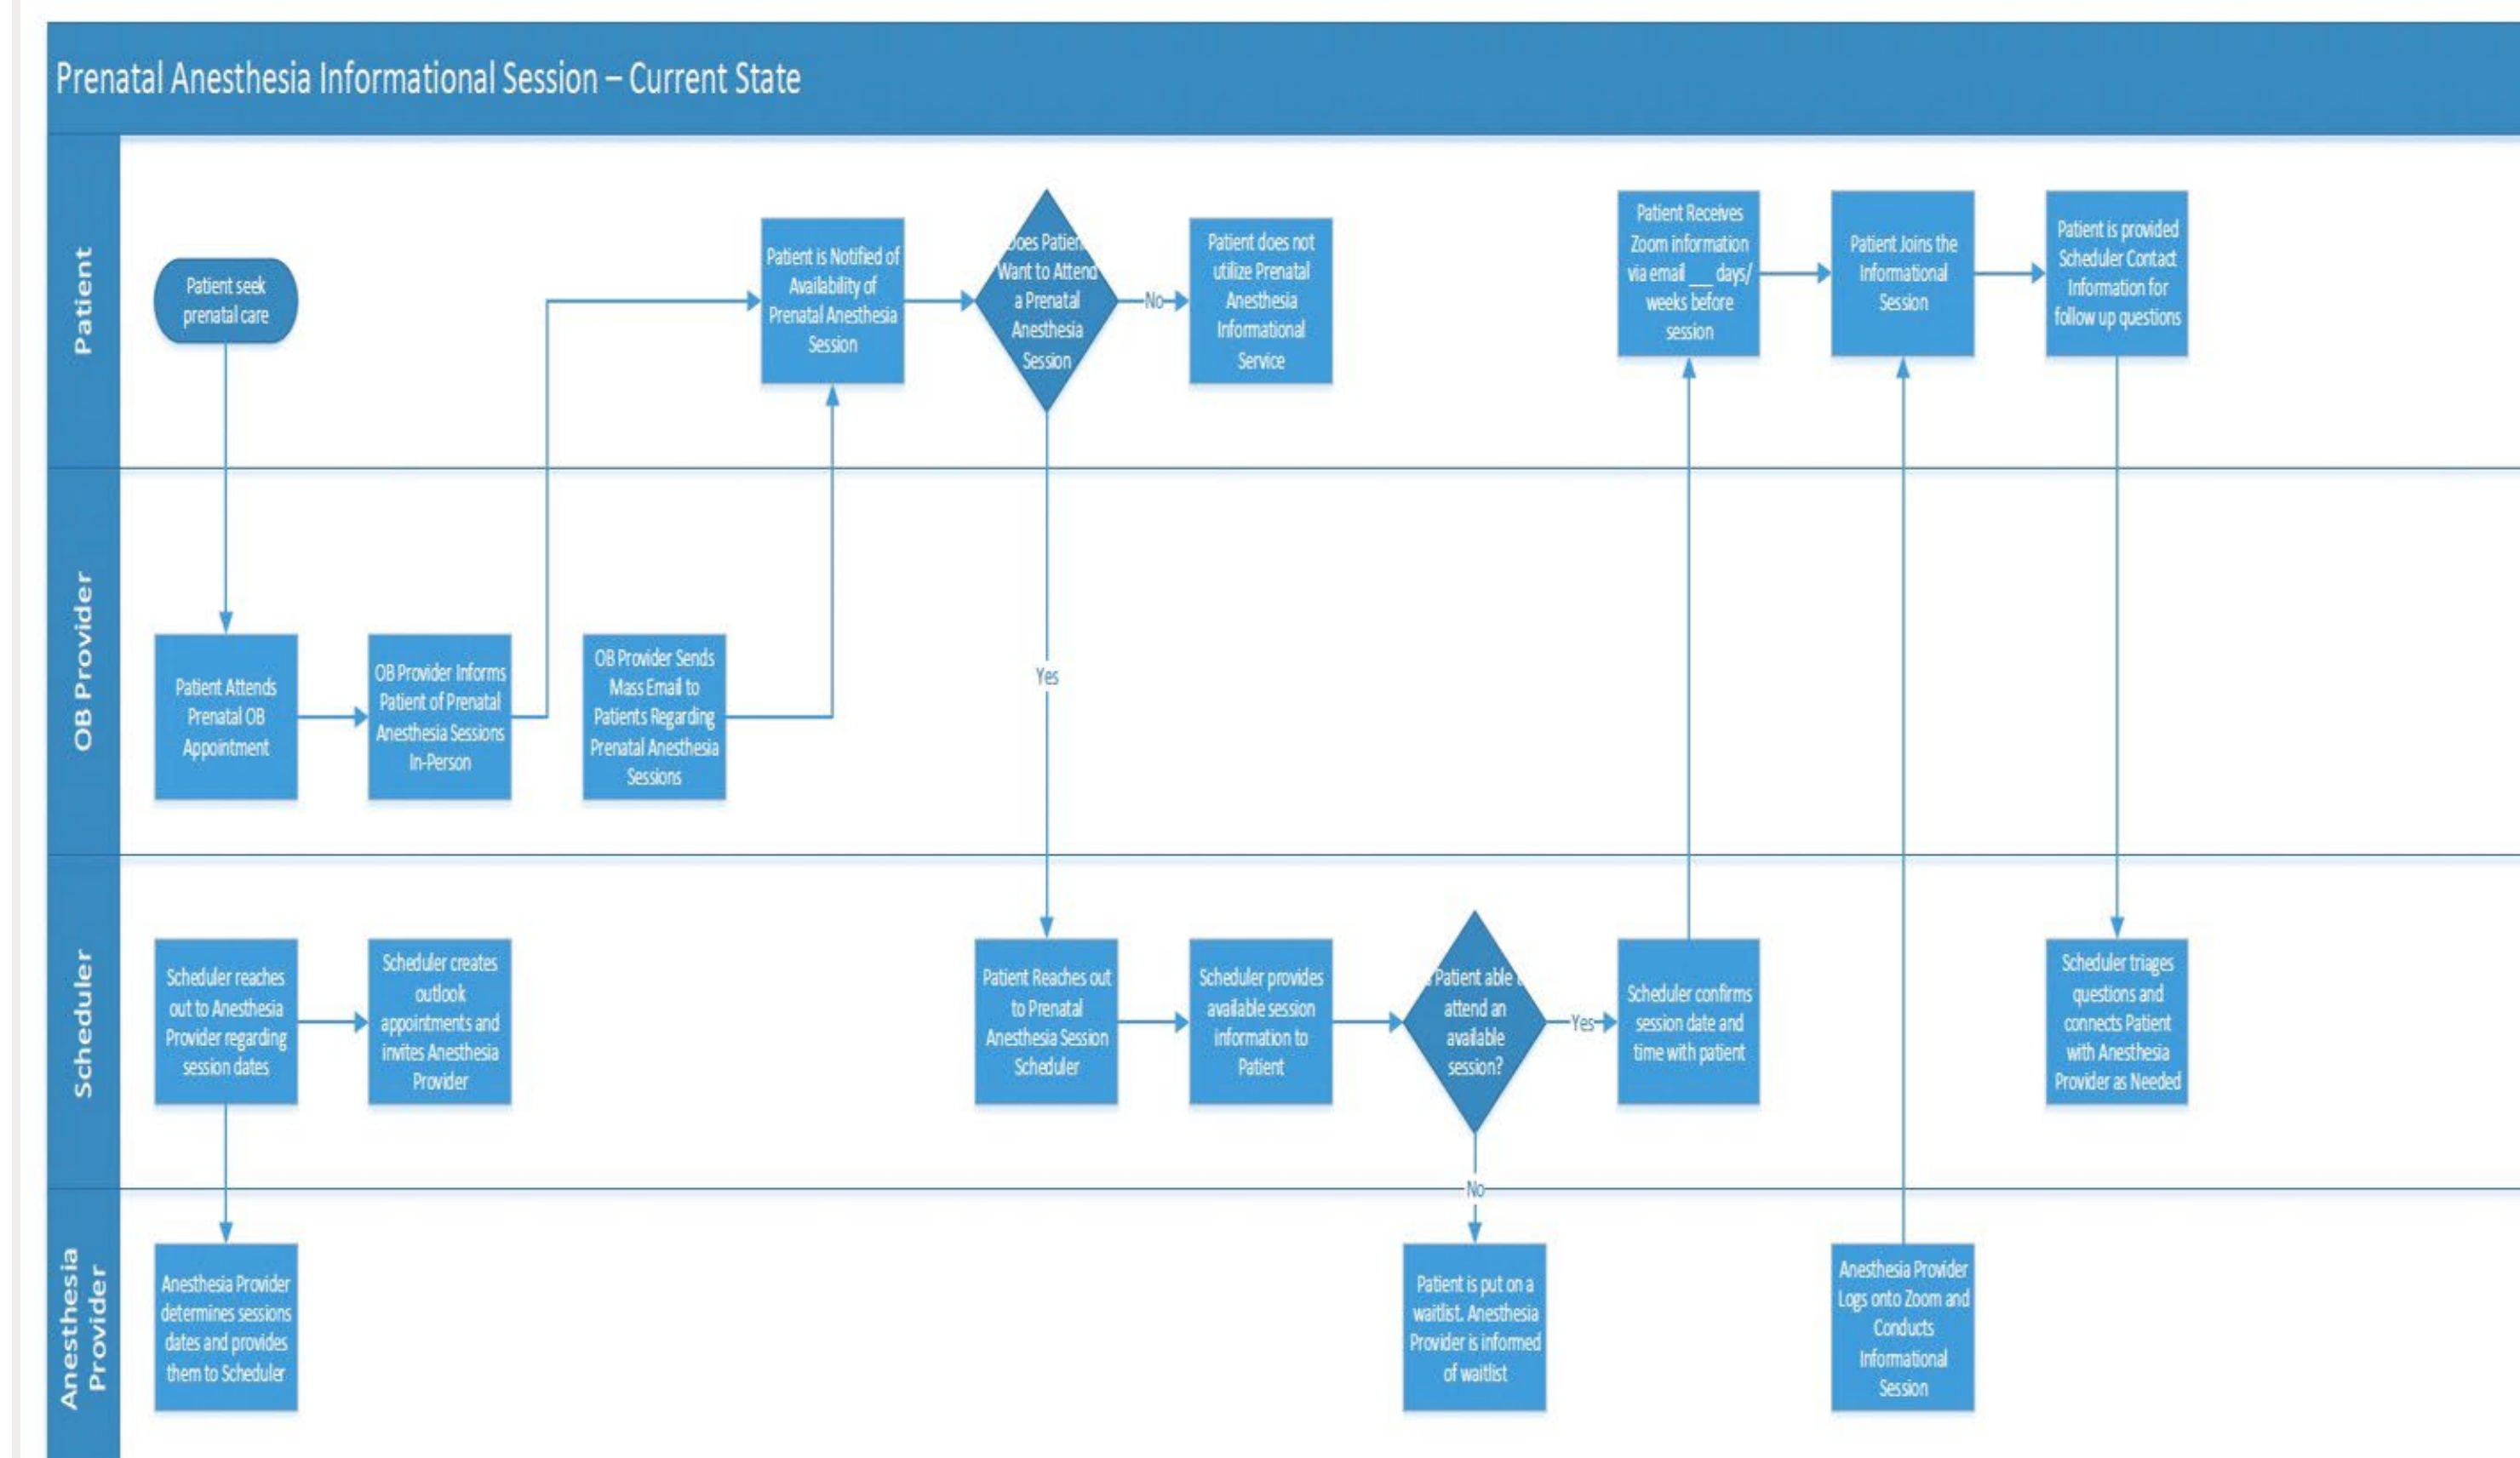 Prenatal Anesthesia Informational Session – Current State
Patient
Patient seek
prenatal care
Patient is Notified of
Availability of
Prenatal Anesthesia
Session
Does Patien
Want to Attend
a Prenatal
Anesthesia
Session
No
Patient does not
utilize Prenatal
Anesthesia
Informational
Service
Patient Receives
Zoom information
via email ___ days/
weeks before
session
Patient Joins the
Informational
Session
Patient is provided
Scheduler Contact
Information for
follow up questions
OB Provider
Patient Attends
Prenatal OB
Appointment
OB Provider Informs
Patient of Prenatal
Anesthesia Sessions
In-Person
OB Provider Sends
Mass Email to
Patients Regarding
Prenatal Anesthesia
Sessions
Yes
Scheduler
Scheduler reaches
out to Anesthesia
Provider regarding
session dates
Scheduler creates
outlook
appointments and
invites Anesthesia
Provider
Patient Reaches out
to Prenatal
Anesthesia Session
Scheduler
Scheduler provides
available session
information to
Patient
Patient able
attend an
available
session?
Yes
Scheduler confirms
session date and
time with patient
Scheduler triages
questions and
connects Patient
with Anesthesia
Provider as Needed
No
Anesthesia
Provider
Anesthesia Provider
determines sessions
dates and provides
them to Scheduler
Patient is put on a
waitlist. Anesthesia
Provider is informed
of waitlist
Anesthesia Provider
Logs onto Zoom and
Conducts
Informational
Session